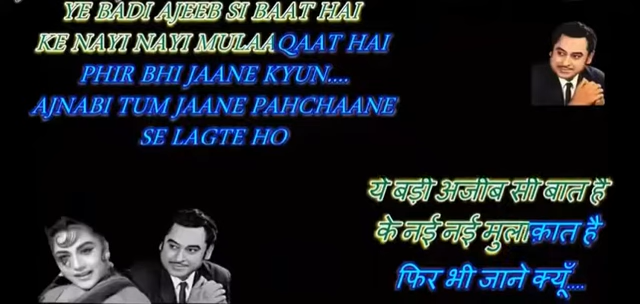 YE BADI AJEEB SI BAAT HAI
KE NAYI NAYI MULAAQAAT HAI
PHIR BHI JAANE KYUN....
AJNABI TUM JAANE PAHCHAANE
SE LAGTE HO
ये बड़ी अजीब सी बात है
के नई नई मुलाक़ात है
फिर भी जाने क्यूँ....